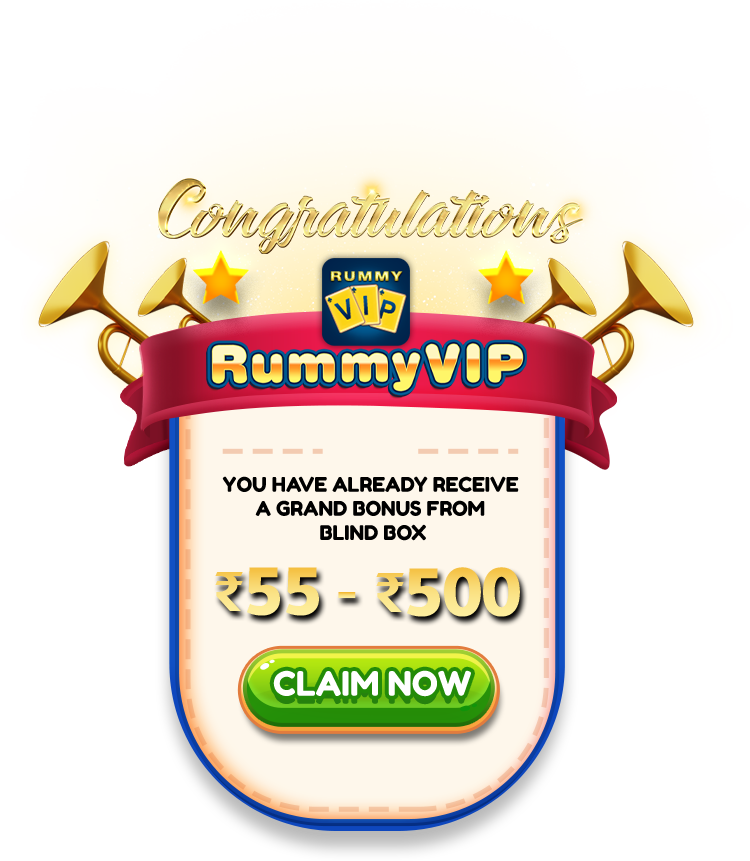 Congratulations
RUMMY
VIP
RummyVIP
YOU HAVE ALREADY RECEIVE
A GRAND BONUS FROM
BLIND BOX
₹55 - ₹500
CLAIM NOW